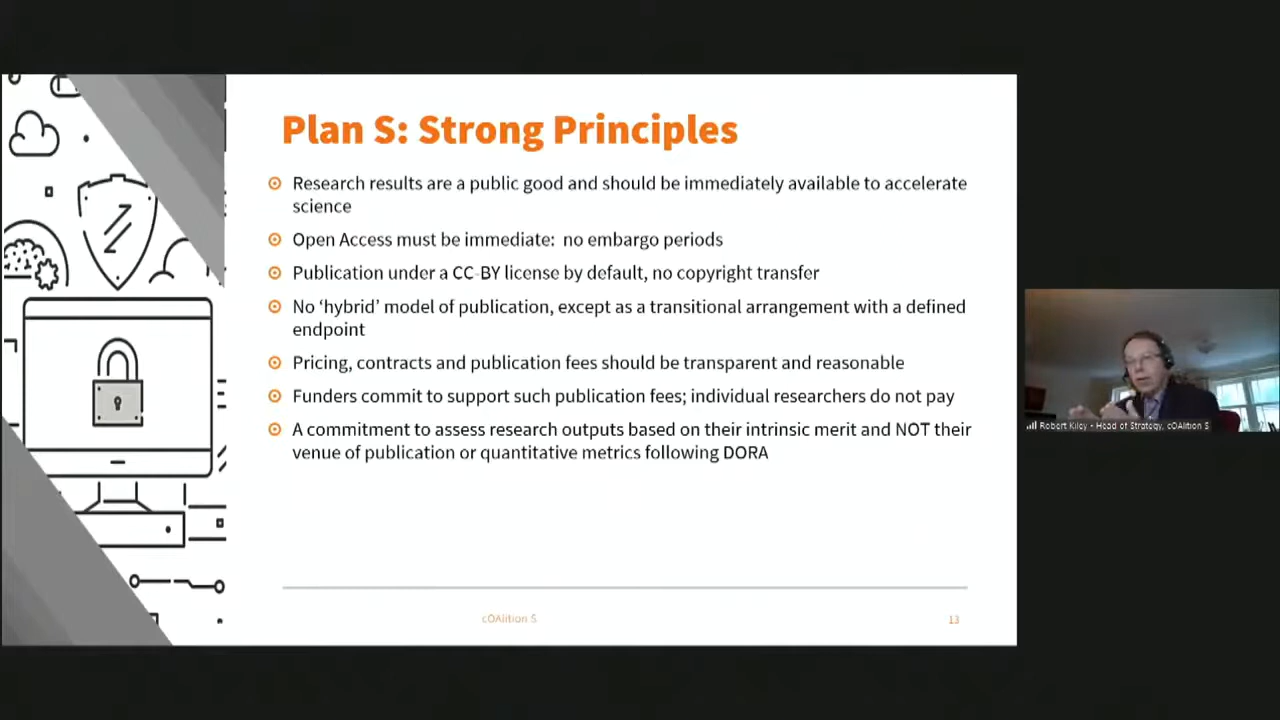 Plan S: Strong Principles
Research results are a public good and should be immediately available to accelerate
science
Open Access must be immediate: no embargo periods
Publication under a CC-BY license by default, no copyright transfer
No ‘hybrid’ model of publication, except as a transitional arrangement with a defined
endpoint
Pricing, contracts and publication fees should be transparent and reasonable
Funders commit to support such publication fees; individual researchers do not pay
A commitment to assess research outputs based on their intrinsic merit and NOT their
venue of publication or quantitative metrics following DORA
cOAlition S
13
Robert Kiley - Head of Strategy, cOAlition S